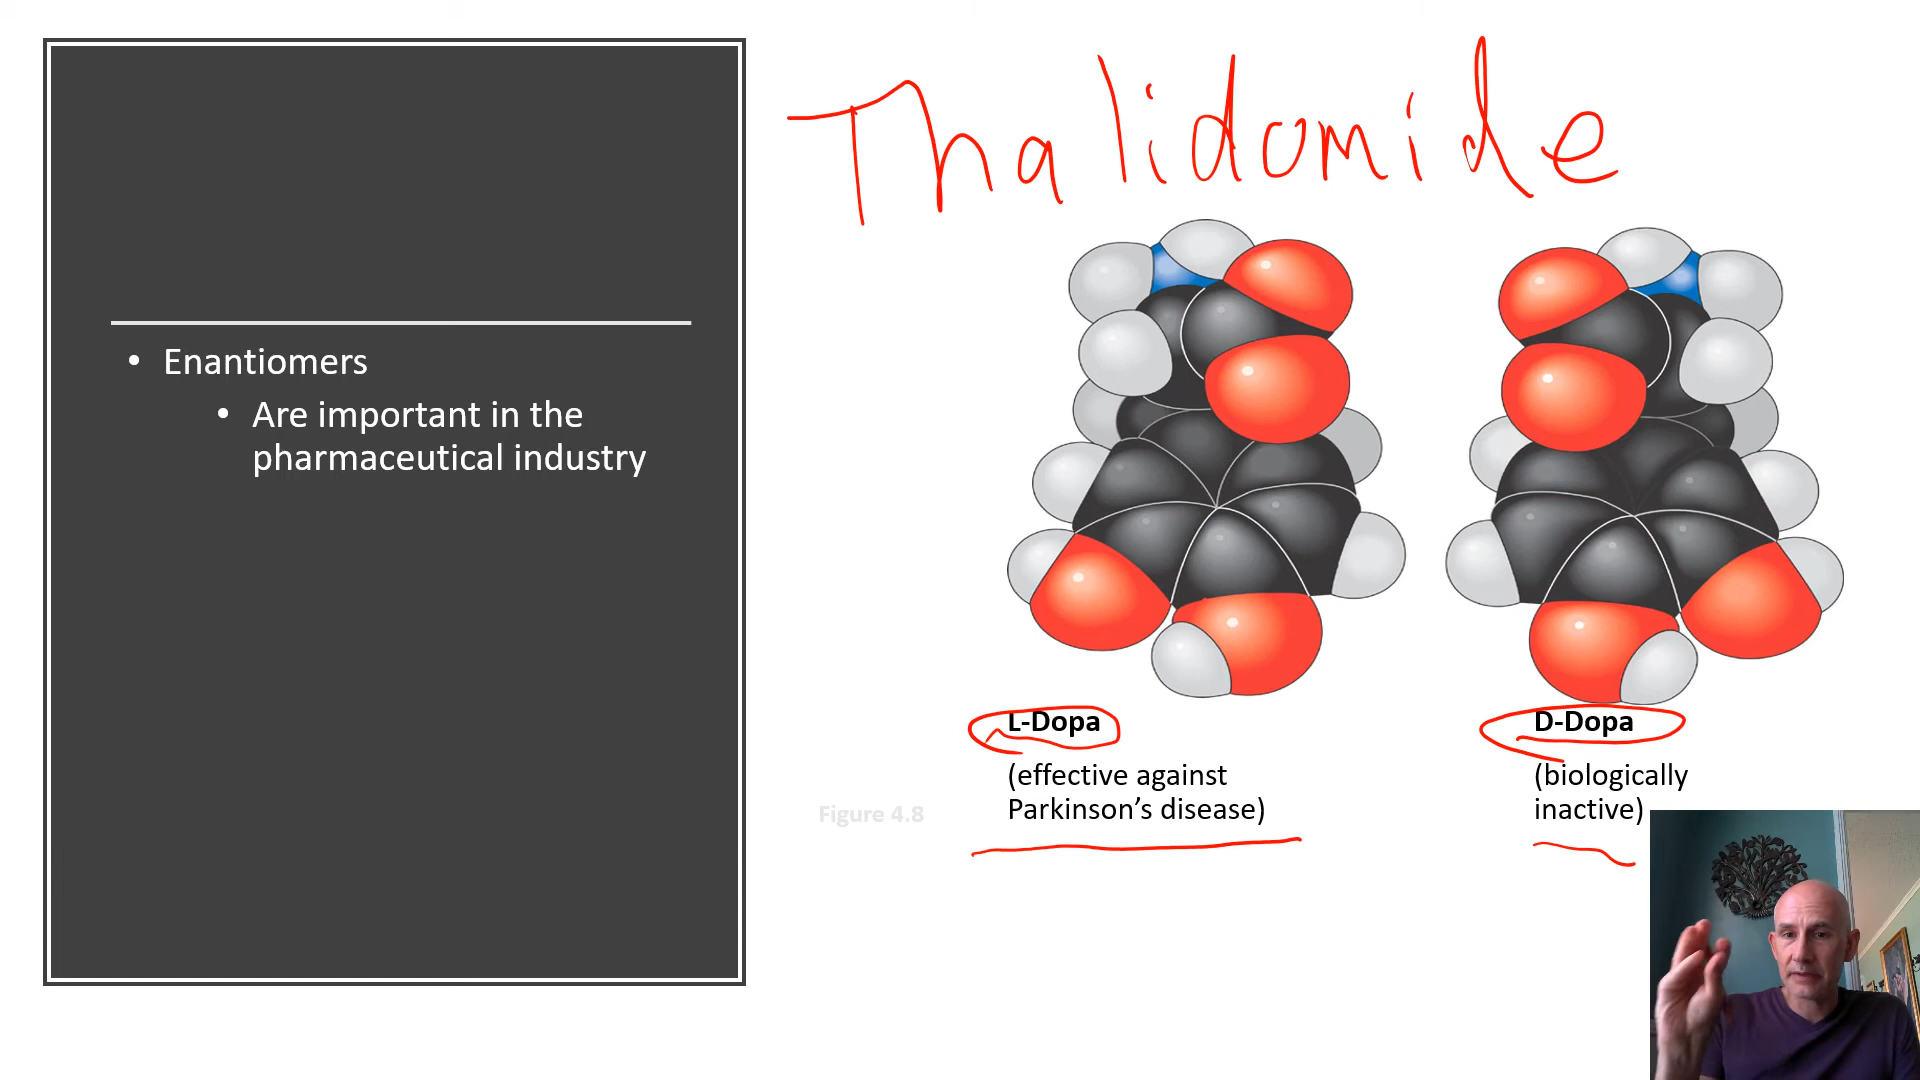 Thalidomide
• Enantiomers
• Are important in the
pharmaceutical industry
L-Dopa
(effective against
Parkinson’s disease)
D-Dopa
(biologically
inactive)
Figure 4.8